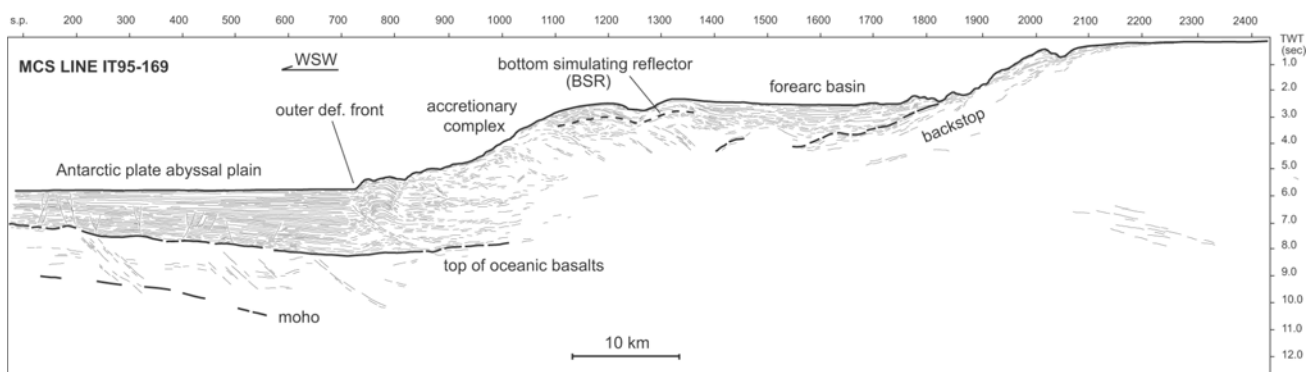 s.p. 200 300 400 500 600 700 800 900 1000 1100 1200 1300 1400 1500 1600 1700 1800 1900 2000 2100 2200 2300 2400
TWT
(sec)
MCS LINE IT95-169
WSW
bottom simulating reflector
(BSR)
forearc basin
outer def. front
accretionary
complex
backstop
Antarctic plate abyssal plain
top of oceanic basalts
moho
10 km
1.0
2.0
3.0
4.0
5.0
6.0
7.0
8.0
9.0
10.0
11.0
12.0